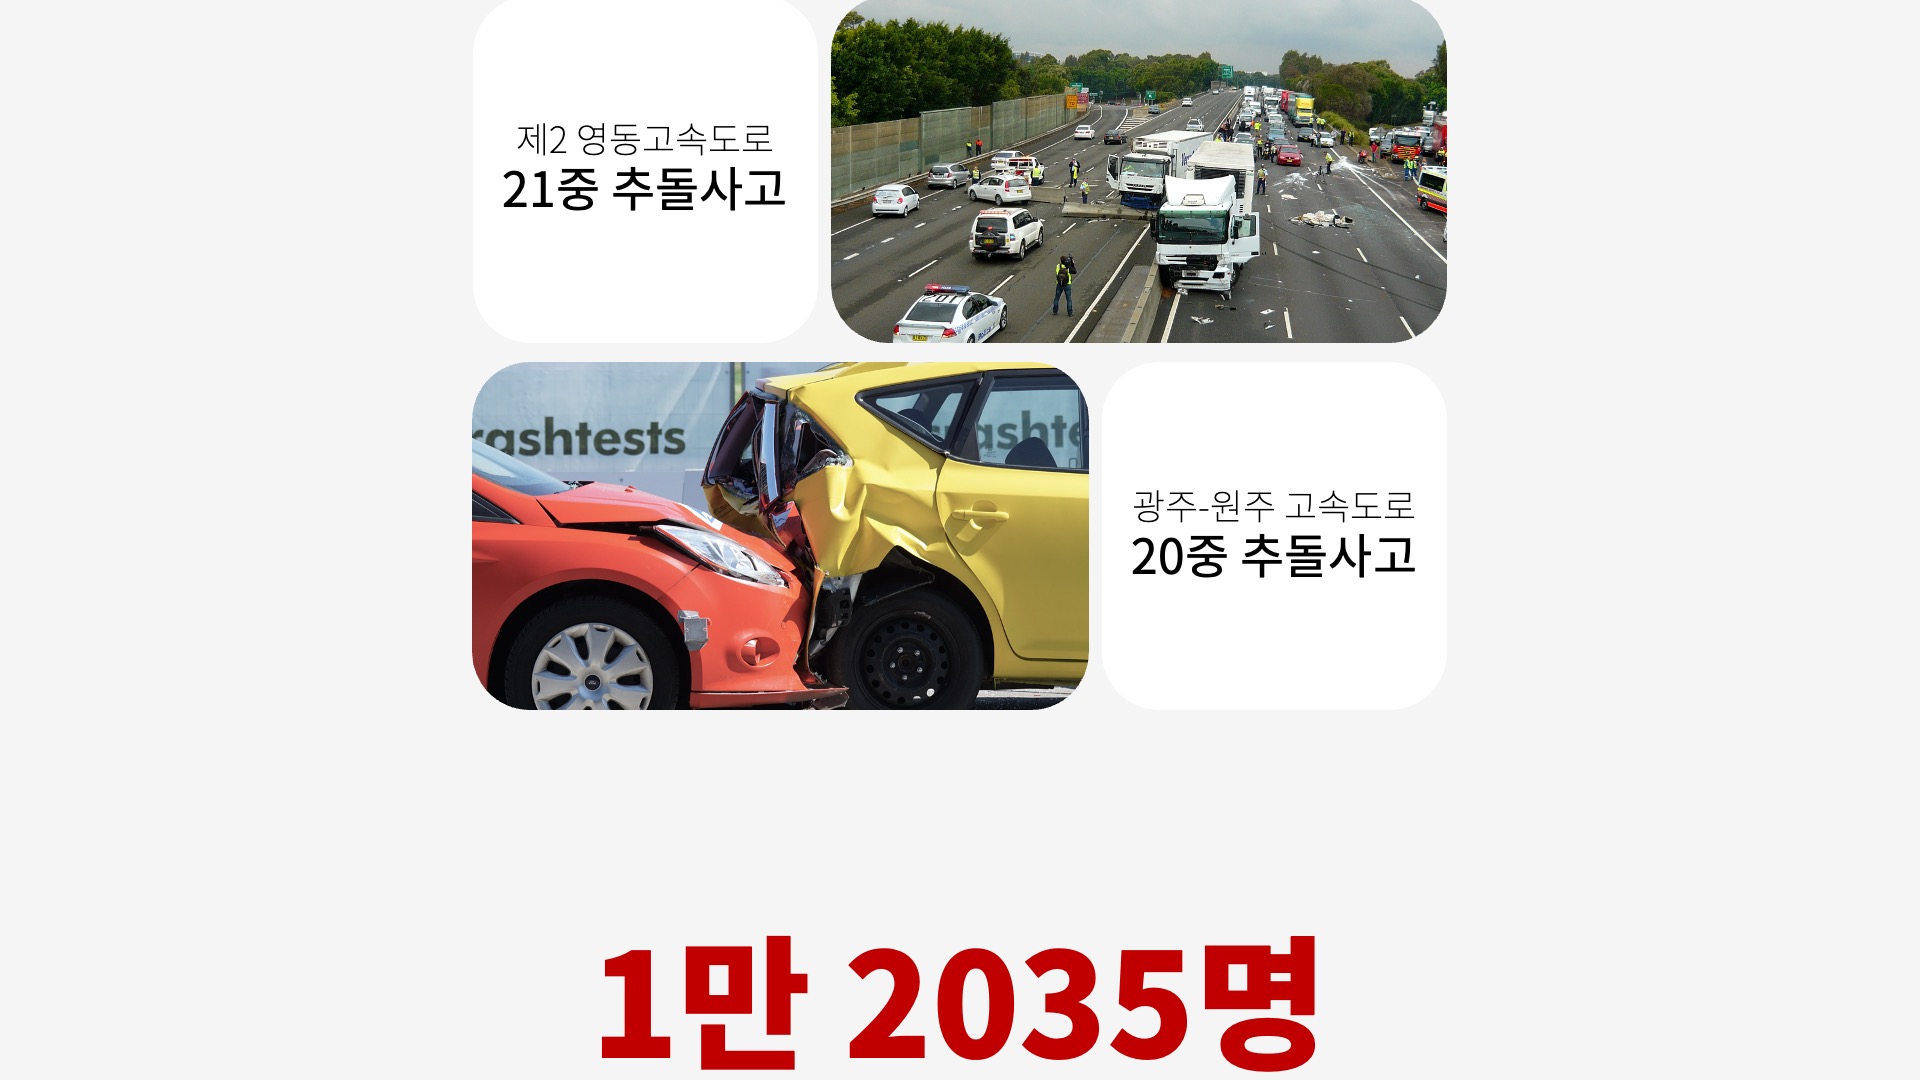 제2 영동고속도로
21중 추돌사고
rashtests
광주-원주 고속도로
20중 추돌사고
1만 2035명